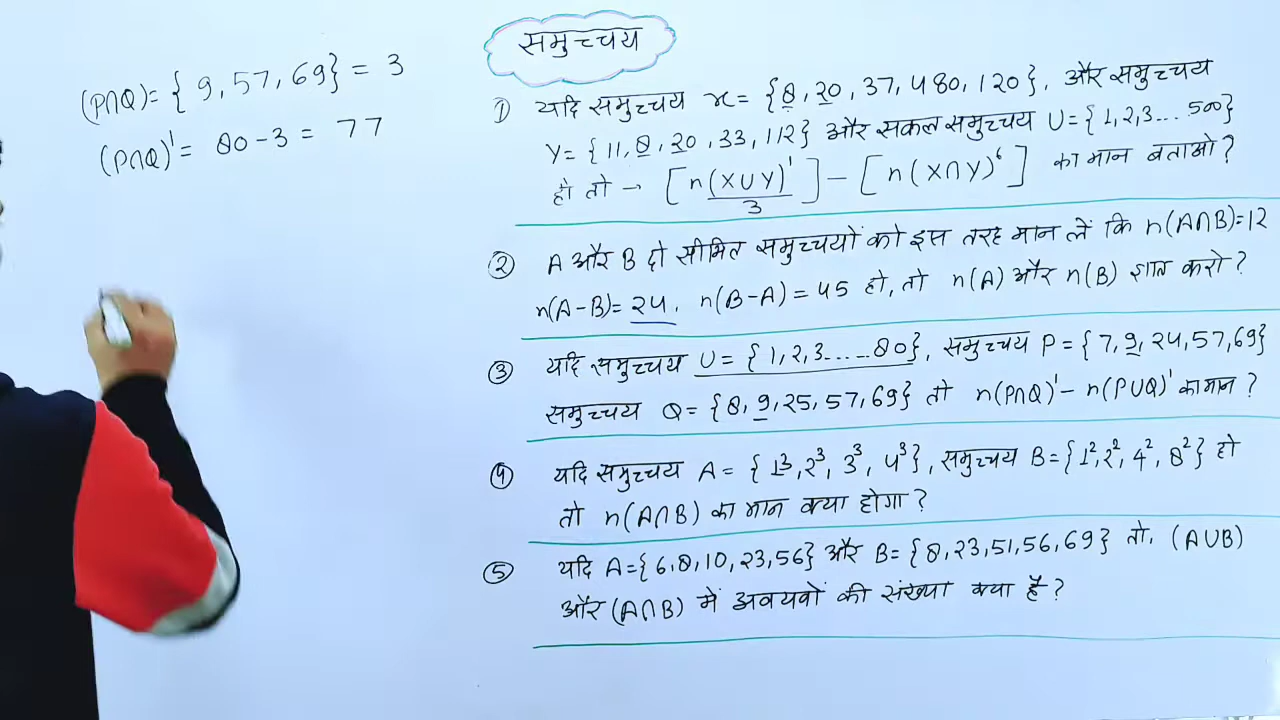 (P∩Q)= { 9, 57, 69} = 3
(P∩Q)' = 80-3 = 77
समुच्चय
1) यदि समुच्चय x = {8, 20, 37, 480, 120}, और समुच्चय
Y = {11, 8, 20, 33, 112} और सकल समुच्चय U = {1, 2, 3 ... 500}
हो तो → [n(X∪Y)'/3] - [n(X∩Y)⁶] का मान बताओ?
② A और B दो सीमित समुच्चयों को इस तरह मान लें कि n(A∩B)=12
n(A-B)= 24, n(B-A) = 45 हो, तो n(A) और n(B) ज्ञात करो?
③ यदि समुच्चय U = {1, 2, 3.....80}, समुच्चय P = {7, 9, 24, 57, 69}
समुच्चय Q = {8, 9, 25, 57, 69} तो n(P∩Q)' - n(P∪Q)' का मान?
④ यदि समुच्चय A = {1³, 2³, 3³, 4³}, समुच्चय B = {1², 2², 4², 8²} हो
तो n(A∩B) का मान क्या होगा?
⑤ यदि A={6, 8, 10, 23, 56} और B= {8, 23, 51, 56, 69} तो, (A∪B)
और (A∩B) में अवयवों की संख्या क्या है?